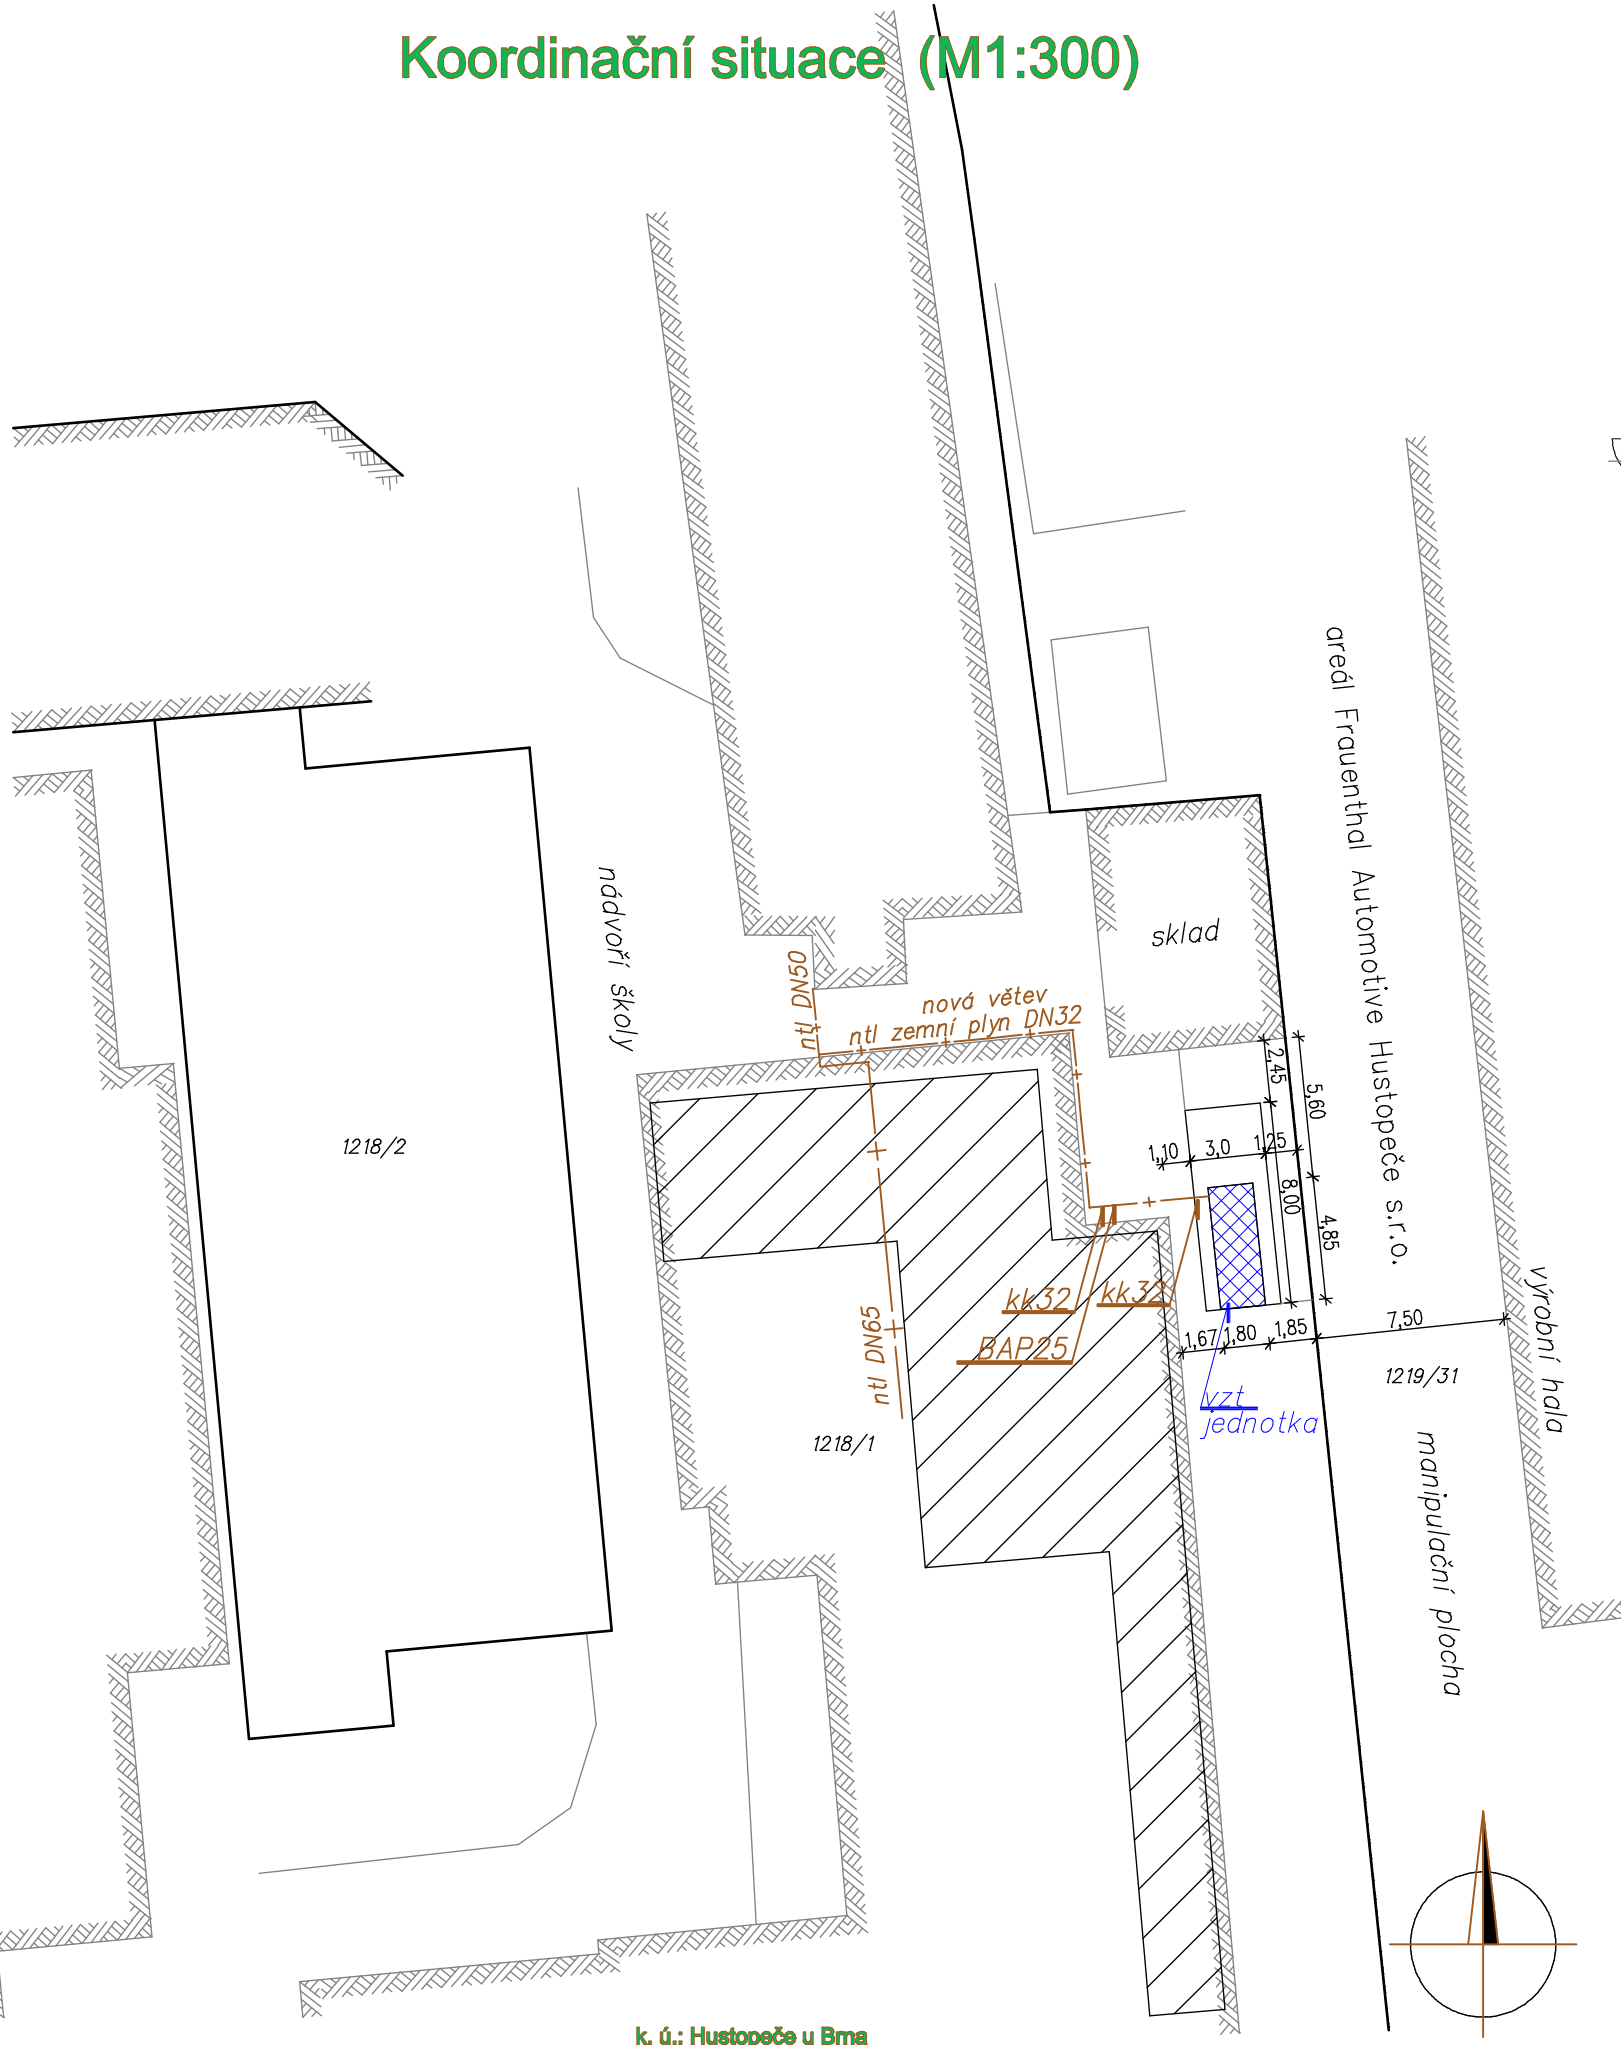 Koordinační situace (M1:300)
areál Frauenthal Automotive Hustopeče s.r.o.
nádvoří školy
sklad
ntl DN50
nová větev
ntl zemní plyn DN32
2,45
5,60
1218/2
1,10
3,0
1,25
8,00
4,85
kk32
kk32
BAP25
ntl DN65
1,67
1,80
1,85
7,50
výrobní hala
1219/31
vzt
jednotka
1218/1
manipulační plocha
k. ú.: Hustopeče u Brna